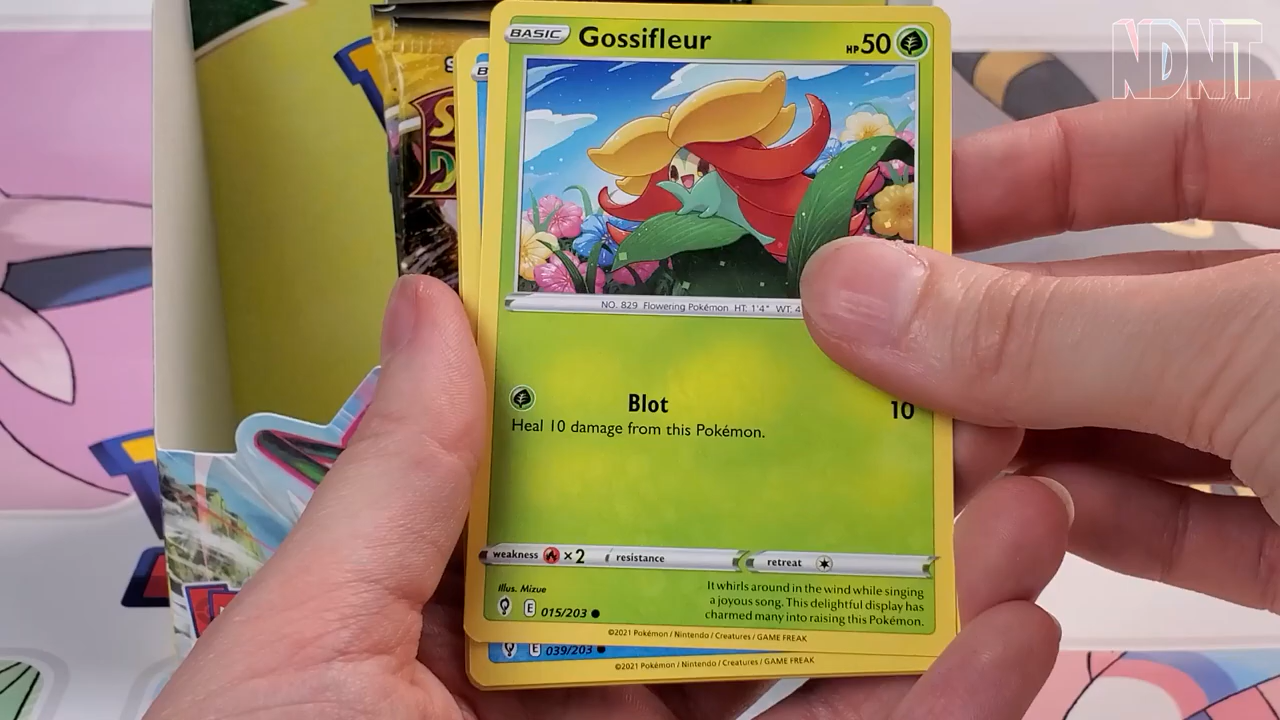 NDNT
BASIC Gossifleur HP 50
NO. 829 Flowering Pokémon HT: 1'4" WT: 4
Blot 10
Heal 10 damage from this Pokémon.
weakness ×2 resistance retreat
Illus. Mizue
It whirls around in the wind while singing
a joyous song. This delightful display has
charmed many into raising this Pokémon.
E 015/203
©2021 Pokémon / Nintendo / Creatures / GAME FREAK
E 039/203
©2021 Pokémon / Nintendo / Creatures / GAME FREAK